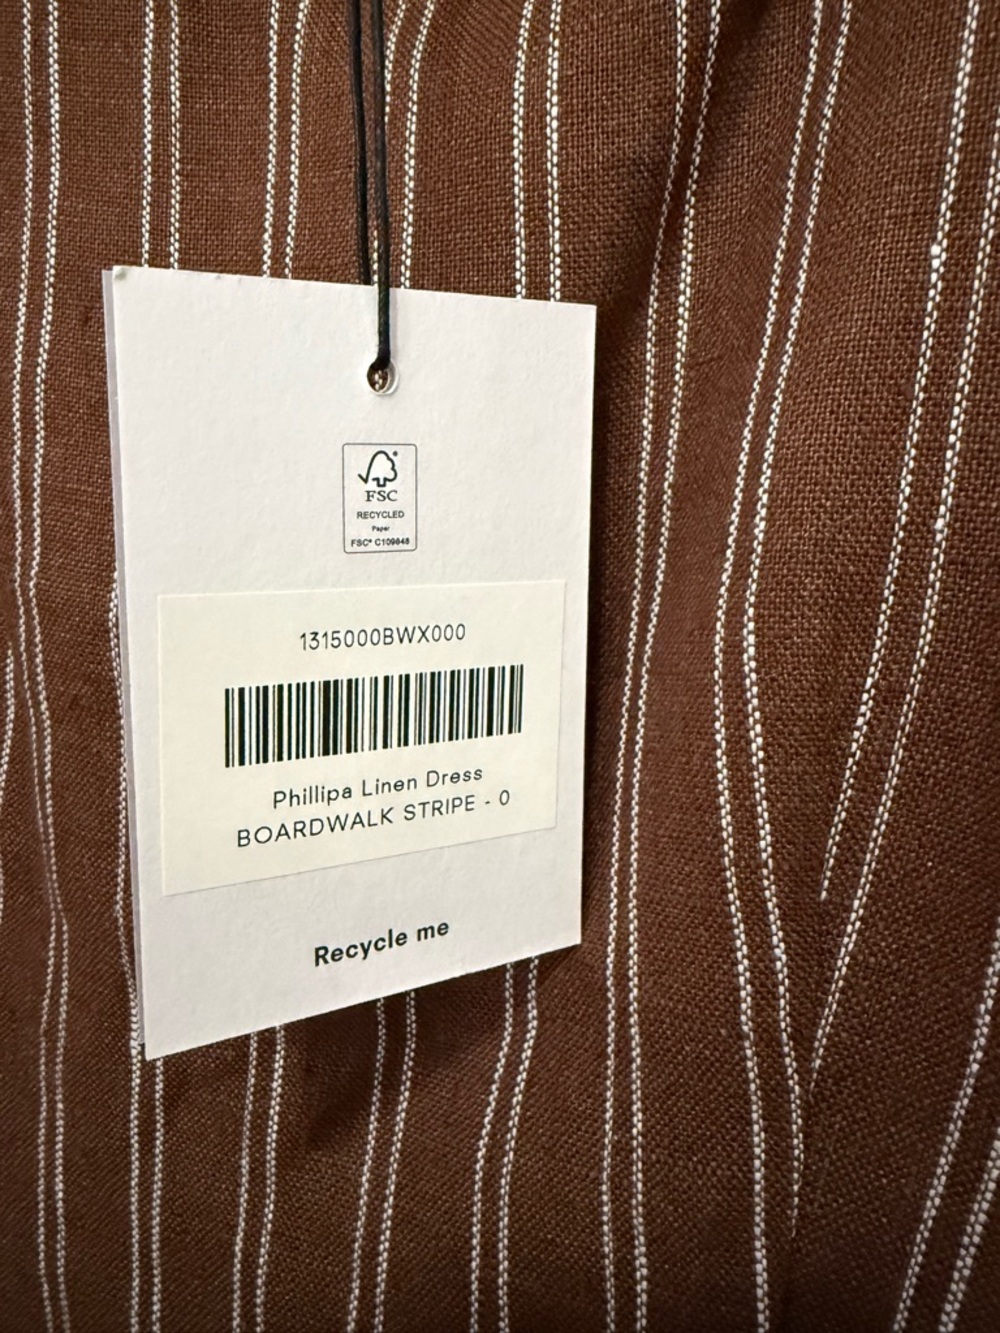 FSC
RECYCLED
Paper
FSC® C109848
1315000BWX000
Phillipa Linen Dress
BOARDWALK STRIPE - 0
Recycle me